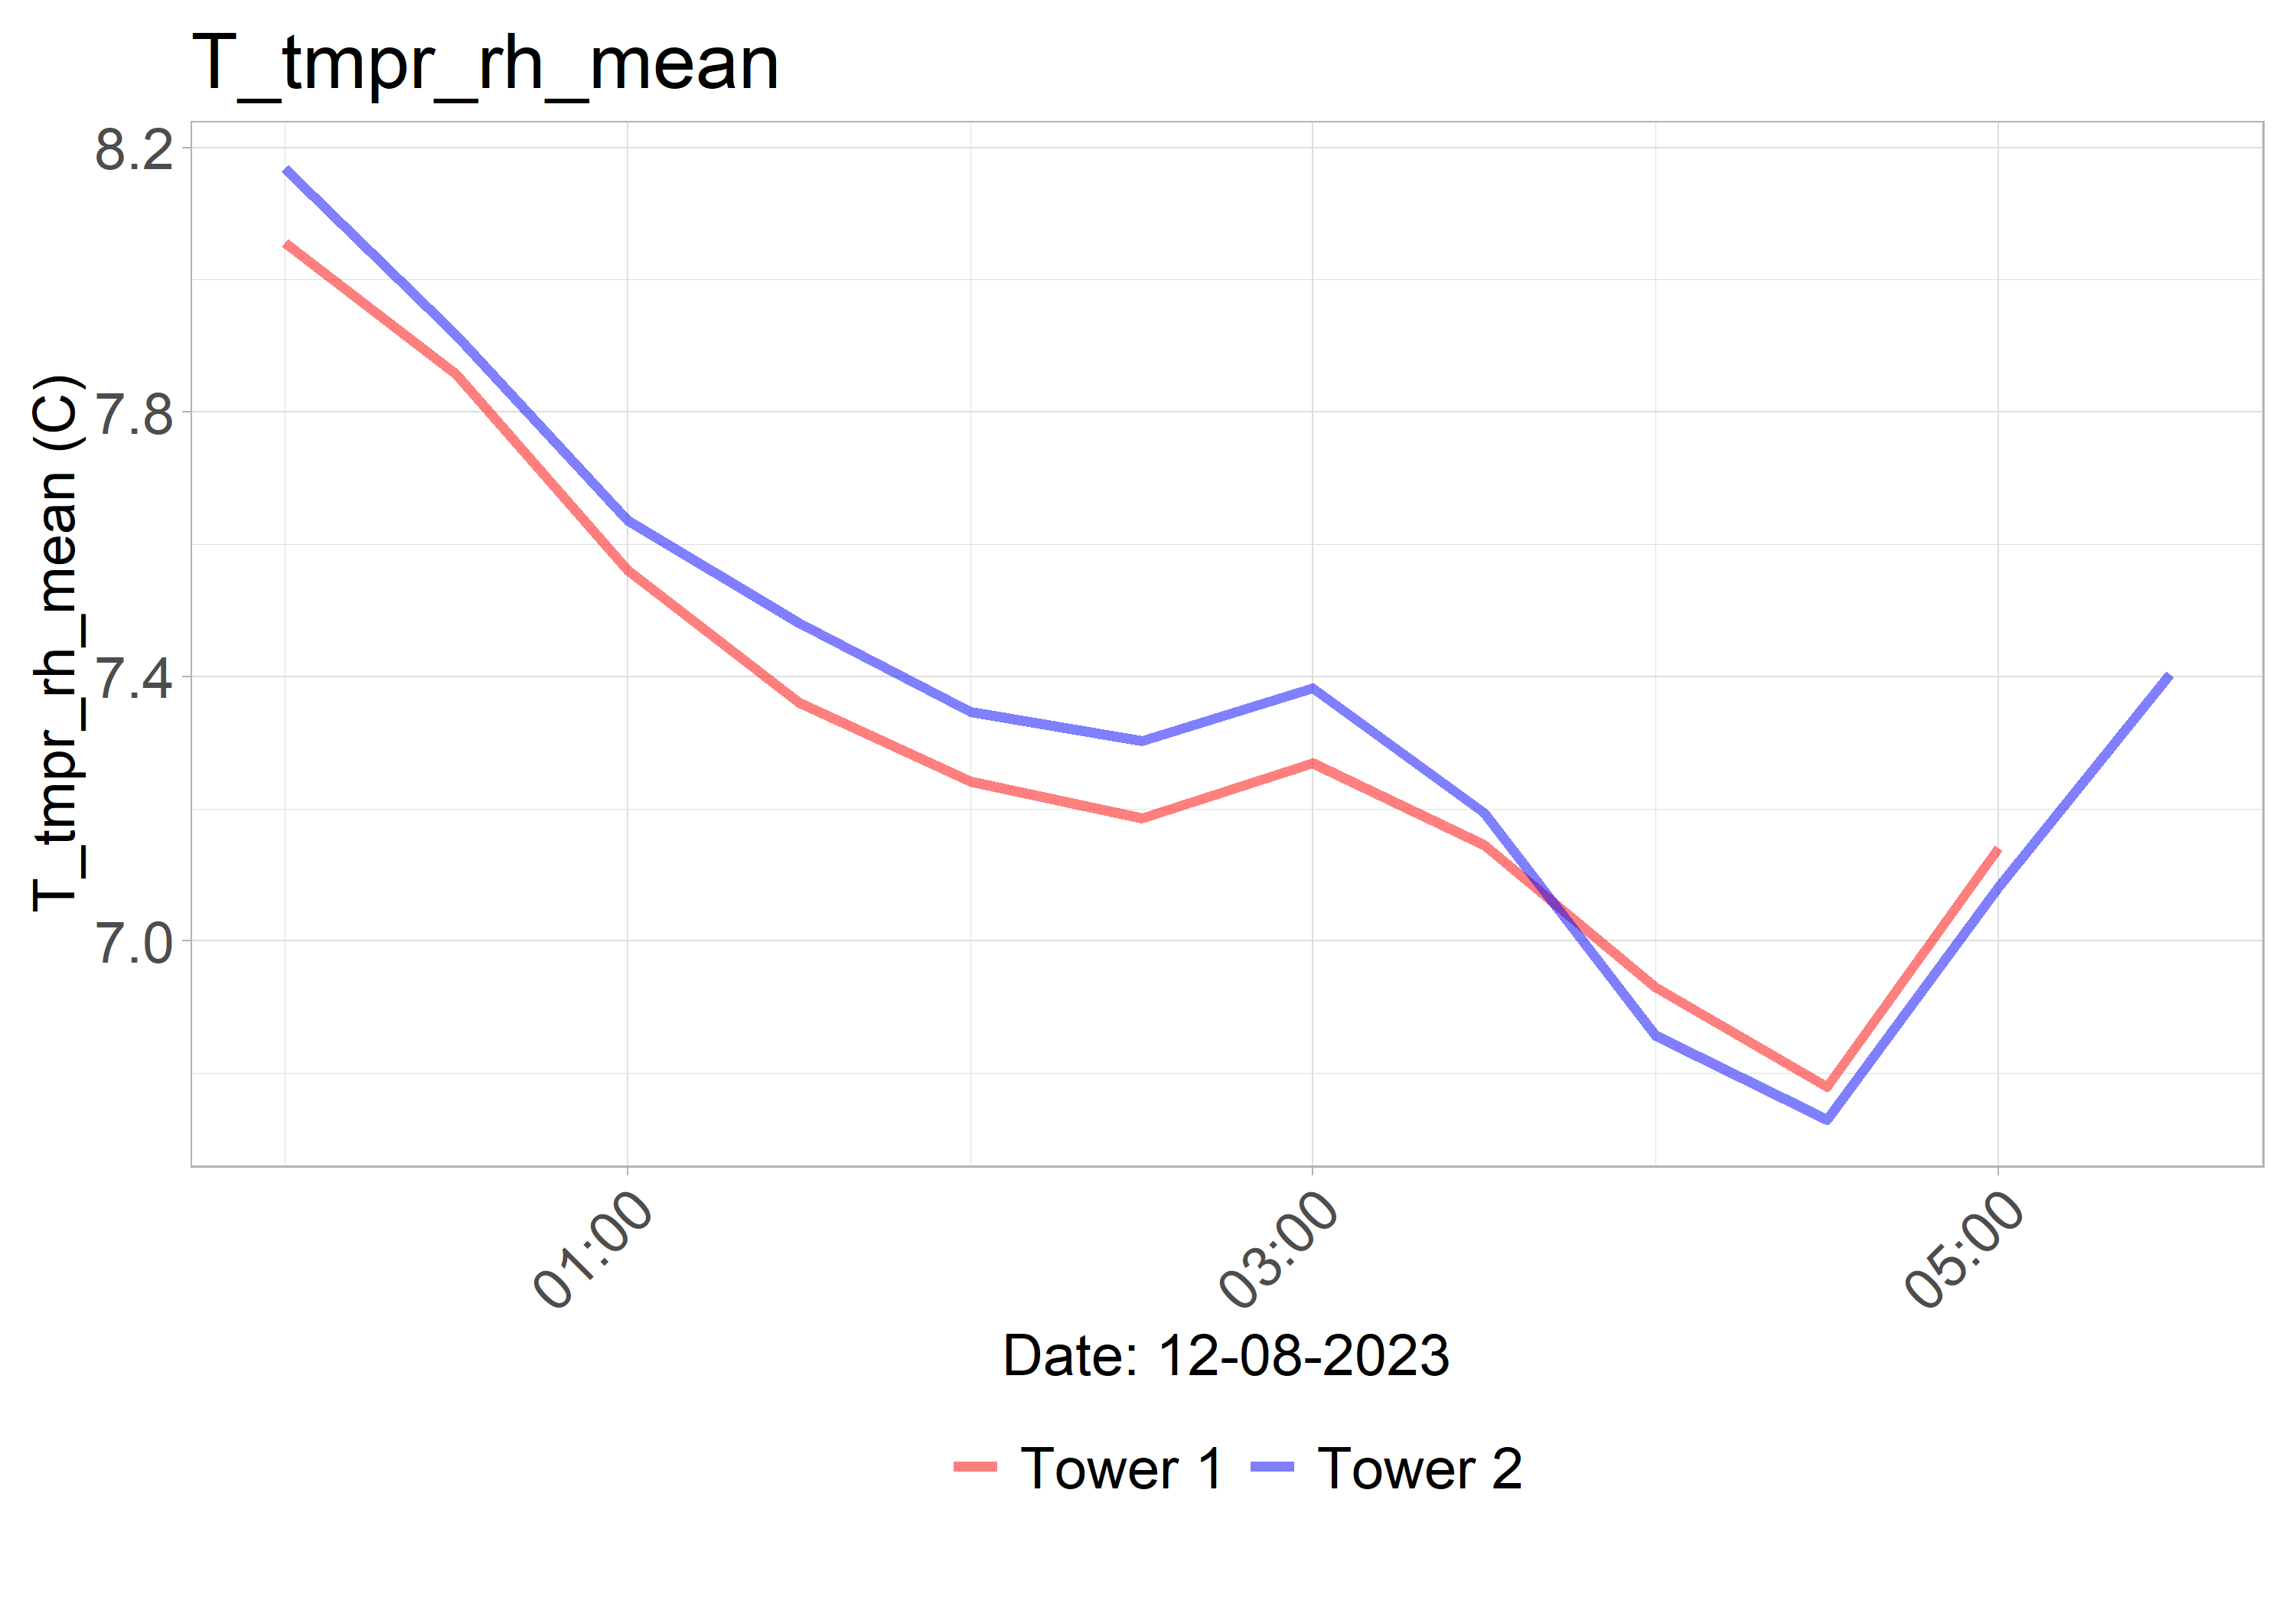 T_tmpr_rh_mean
T_tmpr_rh_mean (C)
8.2
7.8
7.4
7.0
01:00
03:00
05:00
Date: 12-08-2023
Tower 1
Tower 2